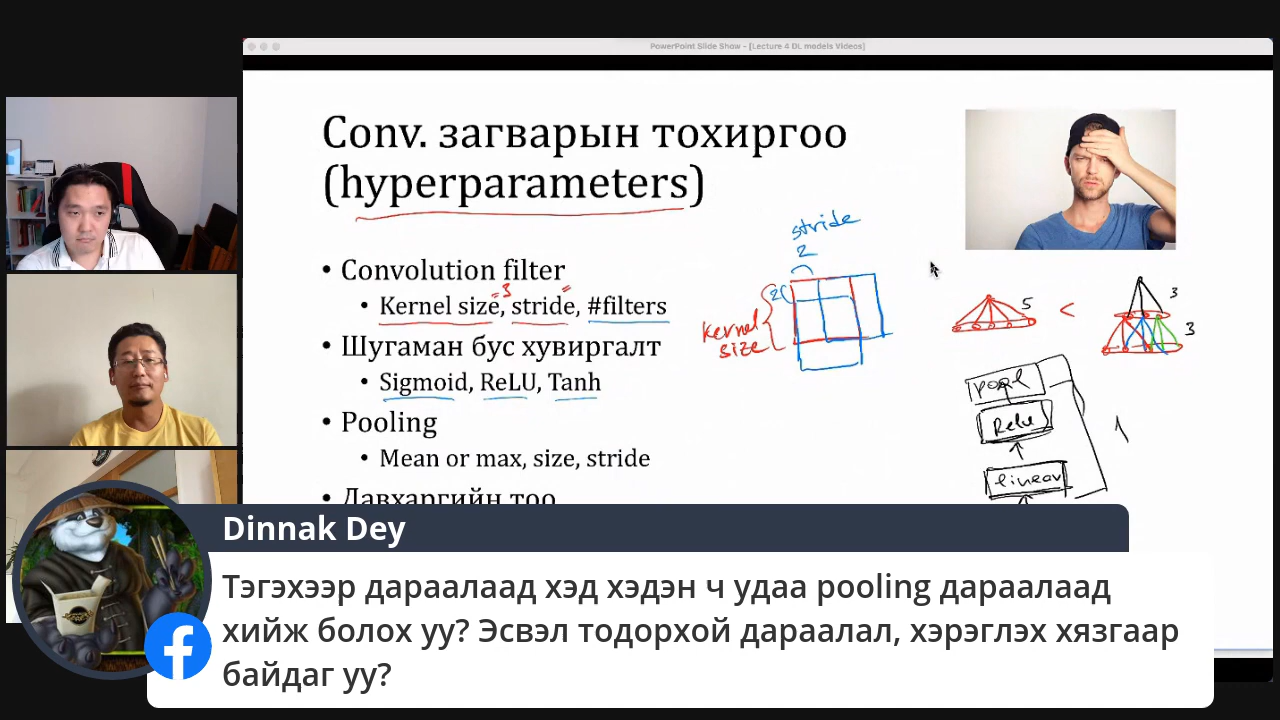 PowerPoint Slide Show - [Lecture 4 DL models Videos]
Conv. загварын тохиргоо
(hyperparameters)
• Convolution filter
• Kernel size, stride, #filters
3
• Шугаман бус хувиргалт
• Sigmoid, ReLU, Tanh
• Pooling
• Mean or max, size, stride
• Давхаргийн тоо
stride
2
2
kernel
size
5 <
3
3
pool
Relu
linear
1
Dinnak Dey
Тэгэхээр дараалаад хэд хэдэн ч удаа pooling дараалаад
хийж болох уу? Эсвэл тодорхой дараалал, хэрэглэх хязгаар
байдаг уу?